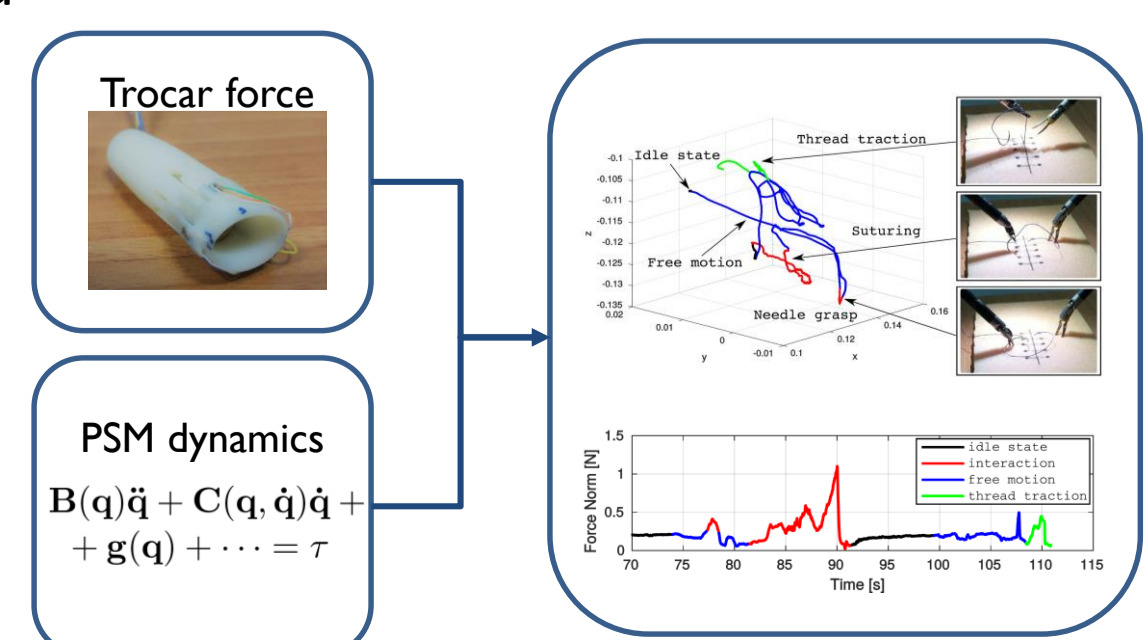 Trocar force
PSM dynamics
B(q)q̈ + C(q, q̇)q̇ +
+ g(q) + ··· = τ
Thread traction
Idle state
Suturing
Free motion
Needle grasp
-0.1
-0.105
-0.11
-0.115
-0.12
-0.125
-0.13
-0.135
z
0.02
0.01
0
-0.01
y
0.1
0.12
0.14
0.16
x
1.5
1
0.5
0
Force Norm [N]
idle state
interaction
free motion
thread traction
70 75 80 85 90 95 100 105 110 115
Time [s]